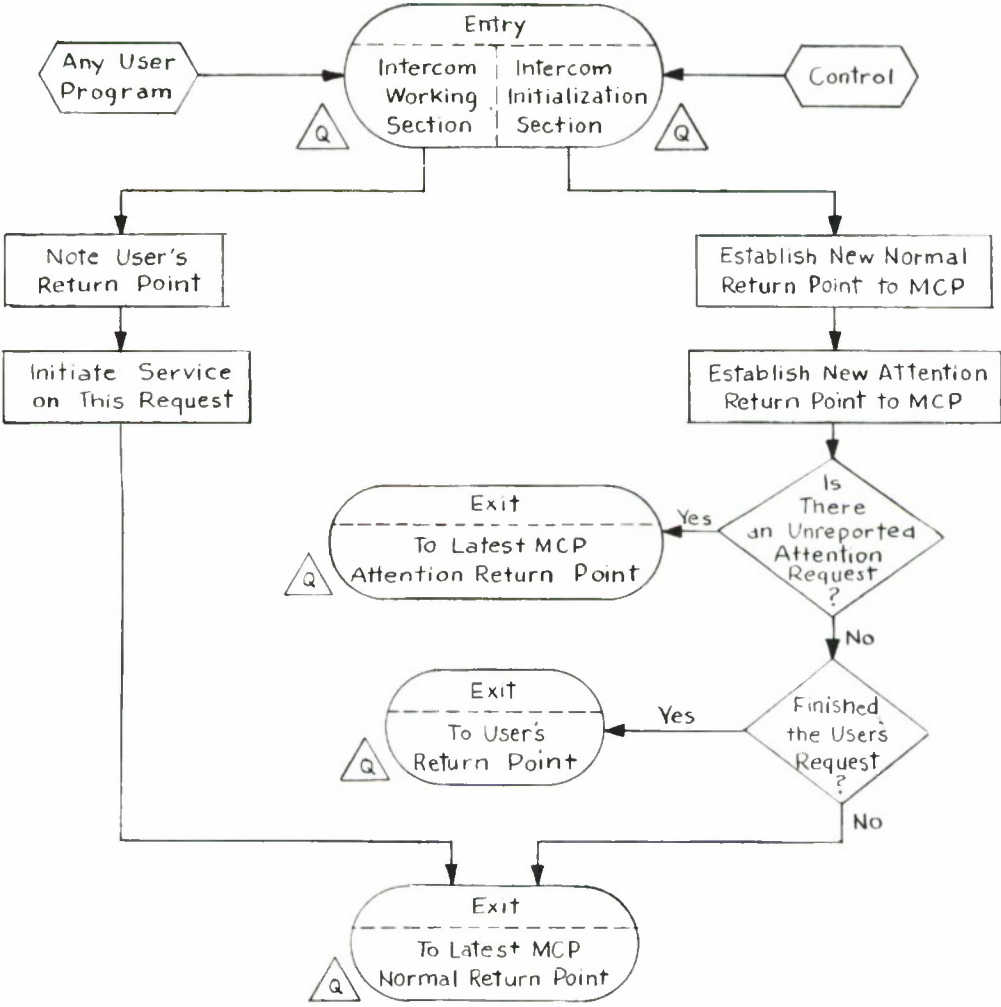 Entry
Any User
Program
Intercom
Working
Section
Intercom
Initialization
Section
Control
Q
Q
Note User's
Return Point
Establish New Normal
Return Point to MCP
Initiate Service
on This Request
Establish New Attention
Return Point to MCP
Is
There
an Unreported
Attention
Request
?
Yes
Exit
To Latest MCP
Attention Return Point
Q
No
Finished
the User's
Request
?
Yes
Exit
To User's
Return Point
Q
No
Exit
To Latest MCP
Normal Return Point
Q